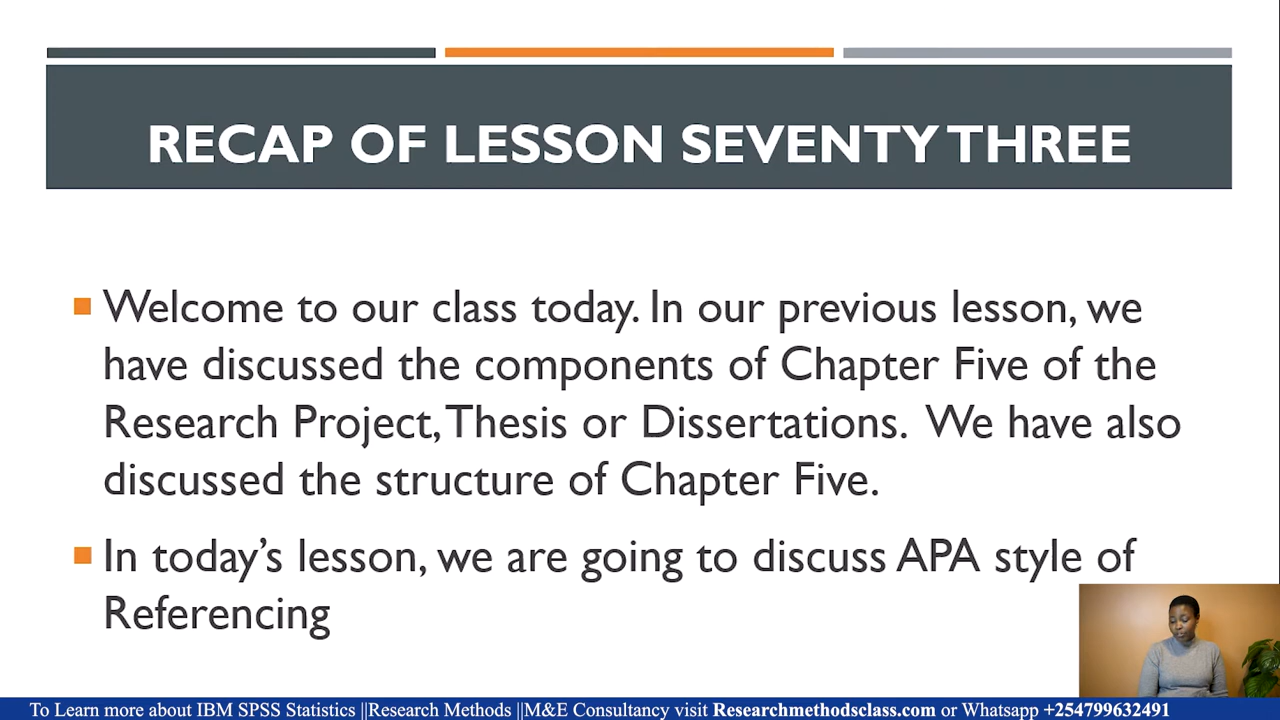 RECAP OF LESSON SEVENTY THREE
Welcome to our class today. In our previous lesson, we
have discussed the components of Chapter Five of the
Research Project, Thesis or Dissertations. We have also
discussed the structure of Chapter Five.
In today's lesson, we are going to discuss APA style of
Referencing
To Learn more about IBM SPSS Statistics ||Research Methods ||M&E Consultancy visit Researchmethodsclass.com or Whatsapp +254799632491